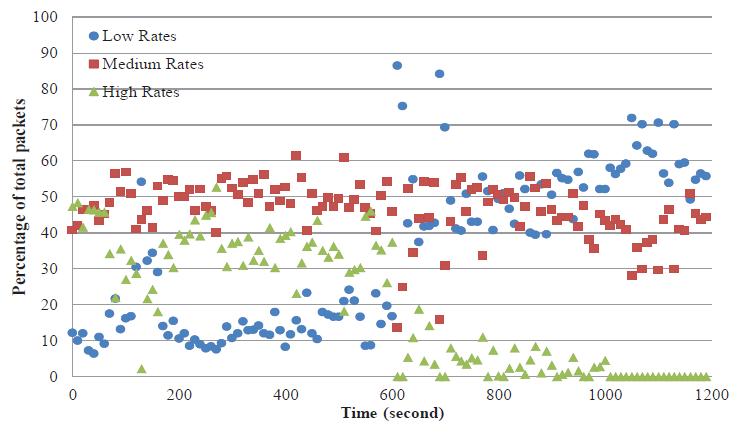 100
90
80
70
60
50
40
30
20
10
0
Percentage of total packets
Low Rates
Medium Rates
High Rates
0 200 400 600 800 1000 1200
Time (second)